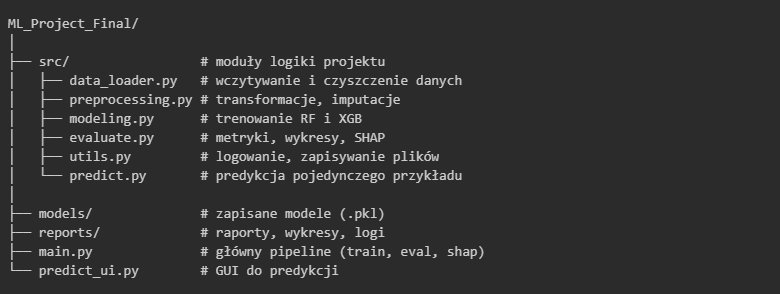 ML_Project_Final/
│
├── src/                # moduły logiki projektu
│   ├── data_loader.py   # wczytywanie i czyszczenie danych
│   ├── preprocessing.py # transformacje, imputacje
│   ├── modeling.py      # trenowanie RF i XGB
│   ├── evaluate.py      # metryki, wykresy, SHAP
│   ├── utils.py         # logowanie, zapisywanie plików
│   └── predict.py       # predykcja pojedynczego przykładu
│
├── models/              # zapisane modele (.pkl)
├── reports/             # raporty, wykresy, logi
├── main.py              # główny pipeline (train, eval, shap)
└── predict_ui.py        # GUI do predykcji